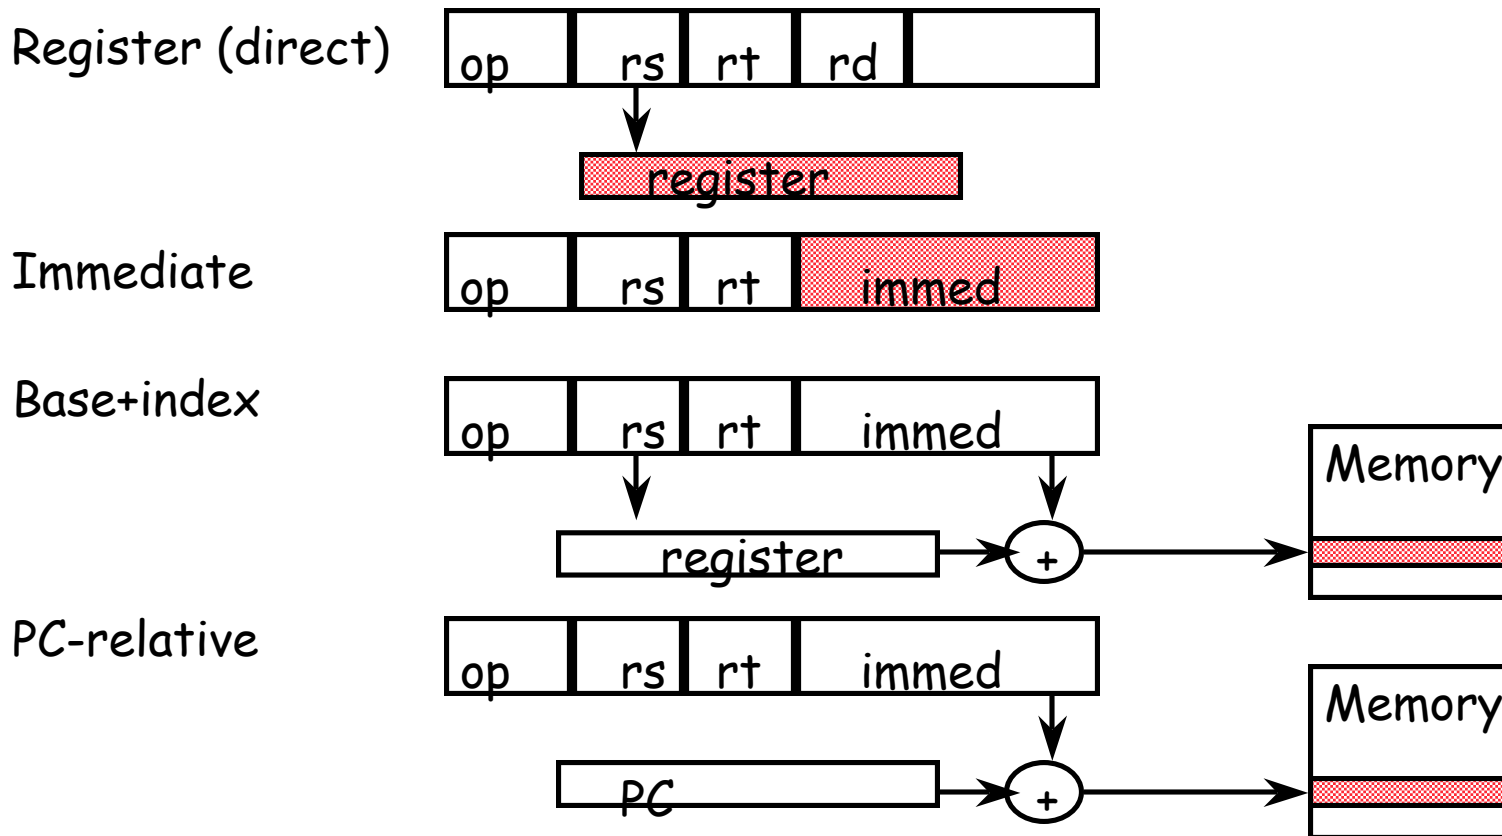 Register (direct)
op rs rt rd
register
Immediate
op rs rt immed
Base+index
op rs rt immed
Memory
register +
PC-relative
op rs rt immed
Memory
PC +